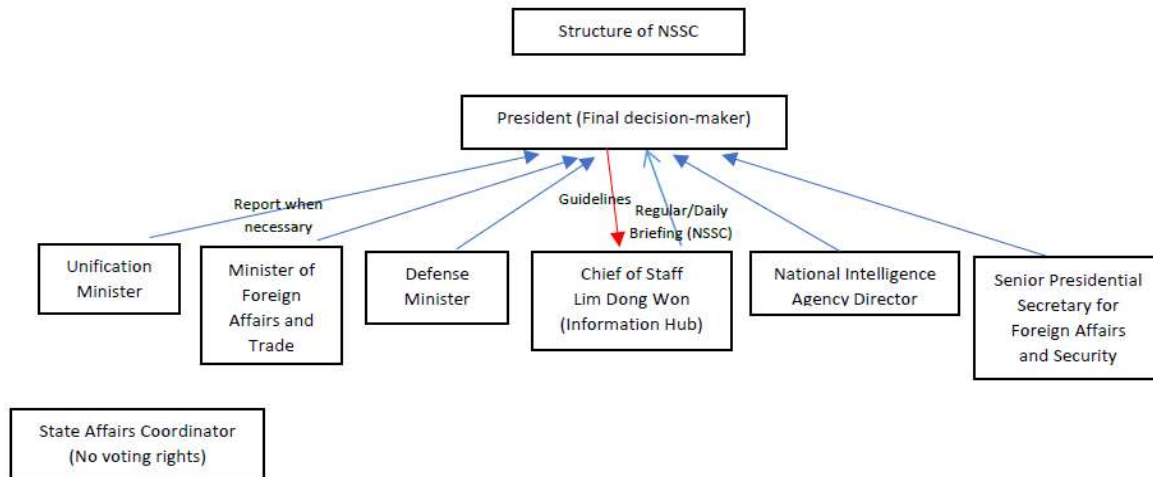 Structure of NSSC
President (Final decision-maker)
Report when
necessary
Guidelines
Regular/Daily
Briefing (NSSC)
Unification
Minister
Minister of
Foreign
Affairs and
Trade
Defense
Minister
Chief of Staff
Lim Dong Won
(Information Hub)
National Intelligence
Agency Director
Senior Presidential
Secretary for
Foreign Affairs
and Security
State Affairs Coordinator
(No voting rights)